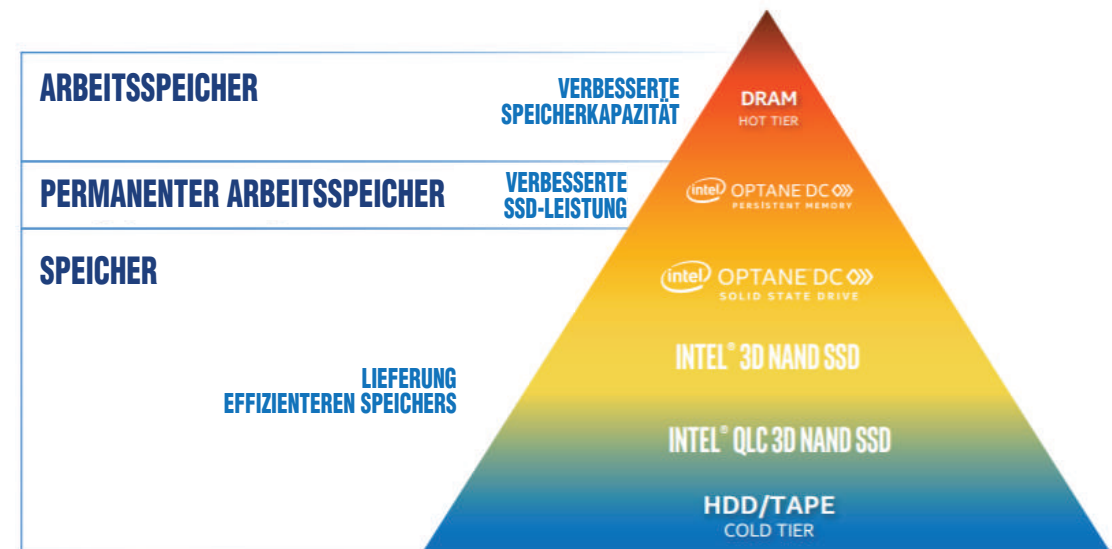 ARBEITSSPEICHER
VERBESSERTE
SPEICHERKAPAZITÄT
DRAM
HOT TIER
PERMANENTER ARBEITSSPEICHER
VERBESSERTE
SSD-LEISTUNG
intel OPTANE DC
PERSISTENT MEMORY
SPEICHER
intel OPTANE DC
SOLID STATE DRIVE
INTEL® 3D NAND SSD
LIEFERUNG
EFFIZIENTEREN SPEICHERS
INTEL® QLC 3D NAND SSD
HDD/TAPE
COLD TIER